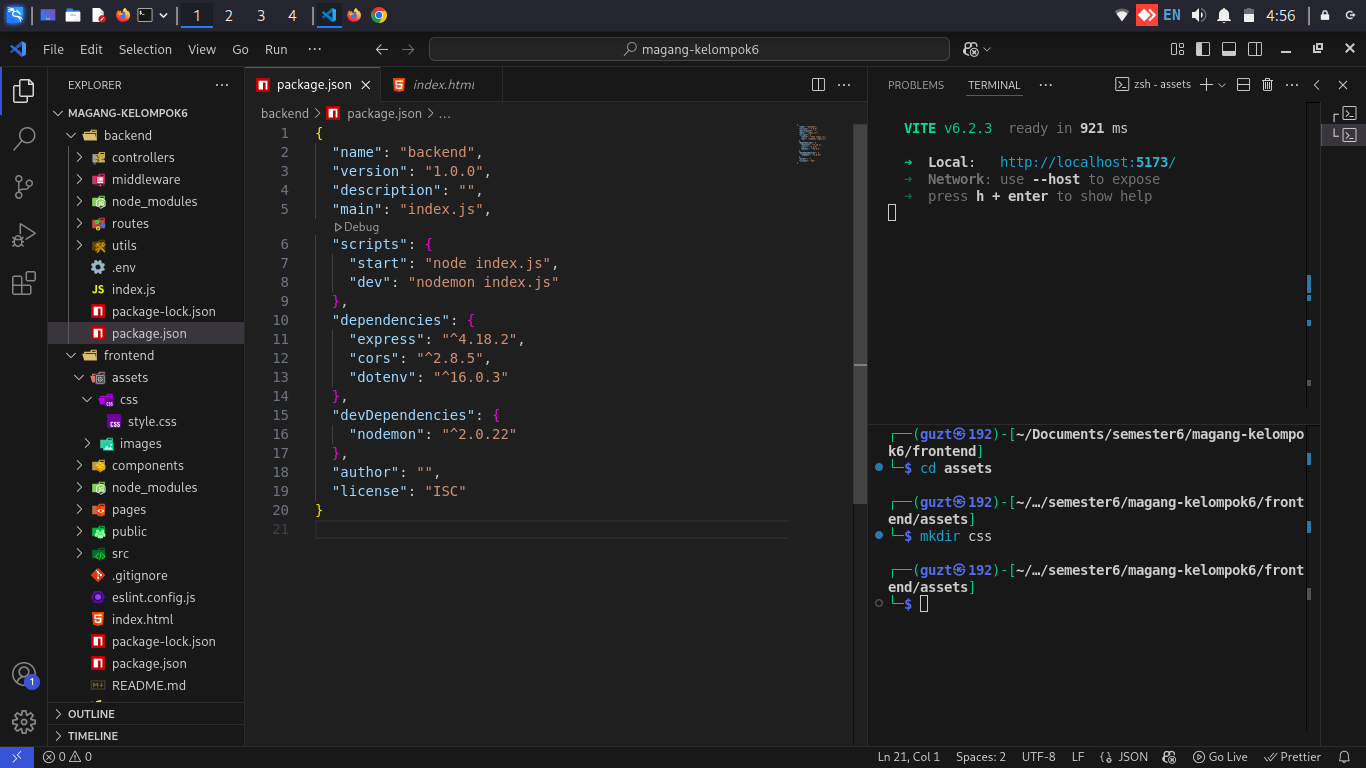 1
2
3
4
EN
4:56
File Edit Selection View Go Run ...
magang-kelompok6
EXPLORER
MAGANG-KELOMPOK6
backend
controllers
middleware
node_modules
routes
utils
.env
JS index.js
package-lock.json
package.json
frontend
assets
css
style.css
images
components
node_modules
pages
public
src
.gitignore
eslint.config.js
index.html
package-lock.json
package.json
README.md
OUTLINE
TIMELINE
package.json
index.html
backend > package.json > ...
1 {
2 "name": "backend",
3 "version": "1.0.0",
4 "description": "",
5 "main": "index.js",
Debug
6 "scripts": {
7 "start": "node index.js",
8 "dev": "nodemon index.js"
9 },
10 "dependencies": {
11 "express": "^4.18.2",
12 "cors": "^2.8.5",
13 "dotenv": "^16.0.3"
14 },
15 "devDependencies": {
16 "nodemon": "^2.0.22"
17 },
18 "author": "",
19 "license": "ISC"
20 }
21
PROBLEMS TERMINAL ...
zsh - assets
VITE v6.2.3 ready in 921 ms
➜ Local: http://localhost:5173/
➜ Network: use --host to expose
➜ press h + enter to show help
┌──(guzt㉿192)-[~/Documents/semester6/magang-kelompo
k6/frontend]
└─$ cd assets
┌──(guzt㉿192)-[~/…/semester6/magang-kelompok6/front
end/assets]
└─$ mkdir css
┌──(guzt㉿192)-[~/…/semester6/magang-kelompok6/front
end/assets]
└─$
1
0 0
Ln 21, Col 1 Spaces: 2 UTF-8 LF {} JSON Go Live Prettier